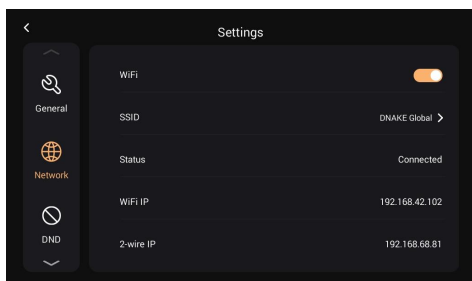 Settings
General
Network
DND
WiFi
SSID DNAKE Global
Status Connected
WiFi IP 192.168.42.102
2-wire IP 192.168.68.81